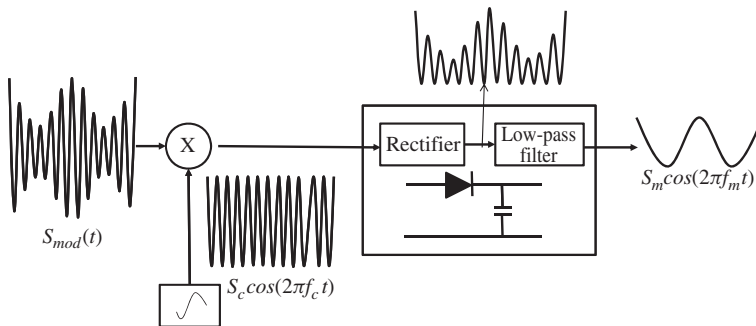 S_mod(t)
X
S_c cos(2πf_c t)
Rectifier
Low-pass
filter
S_m cos(2πf_m t)